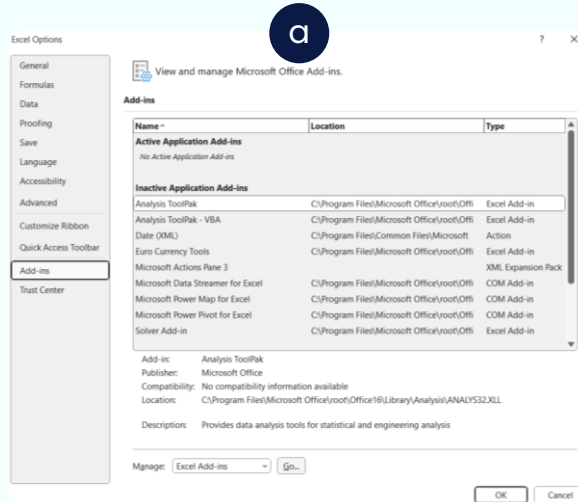 a
Excel Options ? ×
General
Formulas
Data
Proofing
Save
Language
Accessibility
Advanced
Customize Ribbon
Quick Access Toolbar
Add-ins
Trust Center
View and manage Microsoft Office Add-ins.
Add-ins
Name Location Type
Active Application Add-ins
No Active Application Add-ins
Inactive Application Add-ins
Analysis ToolPak C:\Program Files\Microsoft Office\root\Offi Excel Add-in
Analysis ToolPak - VBA C:\Program Files\Microsoft Office\root\Offi Excel Add-in
Date (XML) C:\Program Files\Common Files\Microsoft Action
Euro Currency Tools C:\Program Files\Microsoft Office\root\Offi Excel Add-in
Microsoft Actions Pane 3 XML Expansion Pack
Microsoft Data Streamer for Excel C:\Program Files\Microsoft Office\root\Offi COM Add-in
Microsoft Power Map for Excel C:\Program Files\Microsoft Office\root\Offi COM Add-in
Microsoft Power Pivot for Excel C:\Program Files\Microsoft Office\root\Offi COM Add-in
Solver Add-in C:\Program Files\Microsoft Office\root\Offi Excel Add-in
Add-in: Analysis ToolPak
Publisher: Microsoft Office
Compatibility: No compatibility information available
Location: C:\Program Files\Microsoft Office\root\Office16\Library\Analysis\ANALYS32.XLL
Description: Provides data analysis tools for statistical and engineering analysis
Manage: Excel Add-ins Go...
OK Cancel